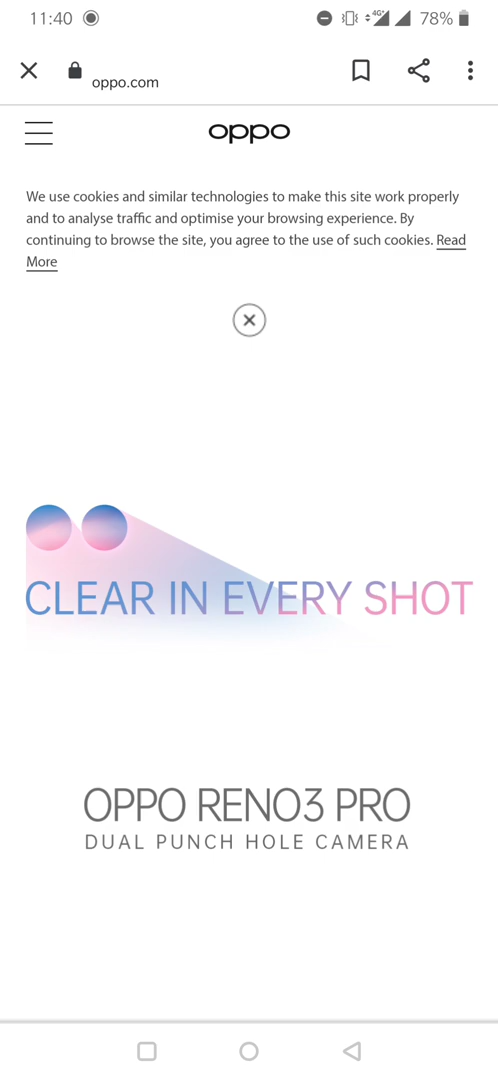 11:40
4G+
78%
oppo.com
oppo
We use cookies and similar technologies to make this site work properly
and to analyse traffic and optimise your browsing experience. By
continuing to browse the site, you agree to the use of such cookies. Read
More
CLEAR IN EVERY SHOT
OPPO RENO3 PRO
DUAL PUNCH HOLE CAMERA